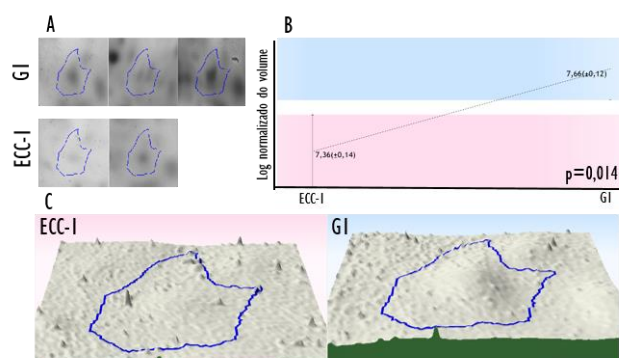 A
GI
ECC-I
B
Log normalizado do volume
7,66(±0,12)
7,36(±0,14)
p=0,014
ECC-I
GI
C
ECC-I
GI